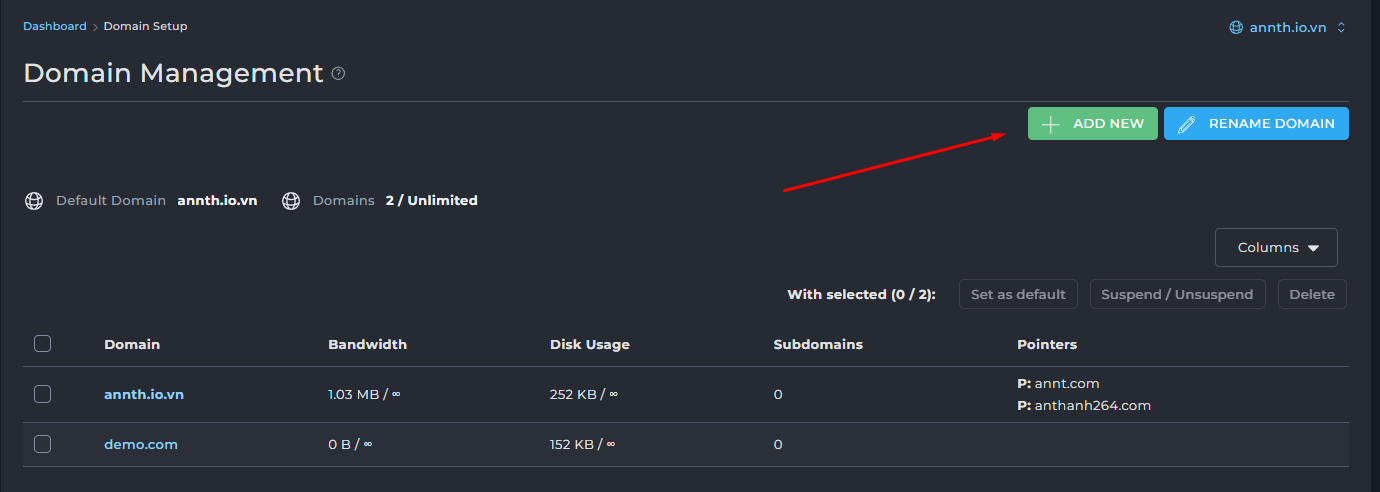 Dashboard > Domain Setup
annth.io.vn
Domain Management ?
ADD NEW RENAME DOMAIN
Default Domain annth.io.vn Domains 2 / Unlimited
Columns
With selected (0 / 2): Set as default Suspend / Unsuspend Delete
Domain Bandwidth Disk Usage Subdomains Pointers
annth.io.vn 1.03 MB / ∞ 252 KB / ∞ 0 P: annt.com
P: anthanh264.com
demo.com 0 B / ∞ 152 KB / ∞ 0